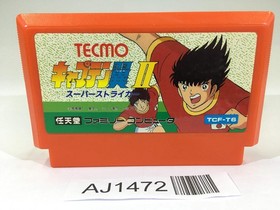 TECMO
キャプテン翼II
スーパーストライカー
任天堂 ファミリーコンピュータ
TCF-T6
AJ1472